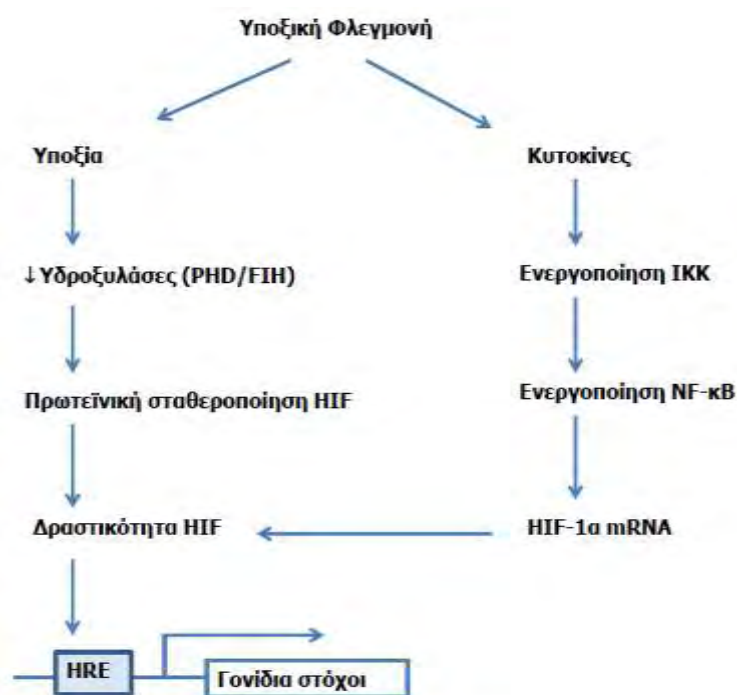 Υποξική Φλεγμονή
Υποξία
Κυτοκίνες
↓Υδροξυλάσες (PHD/FIH)
Ενεργοποίηση IKK
Πρωτεϊνική σταθεροποίηση HIF
Ενεργοποίηση NF-κB
Δραστικότητα HIF
HIF-1α mRNA
HRE
Γονίδια στόχοι